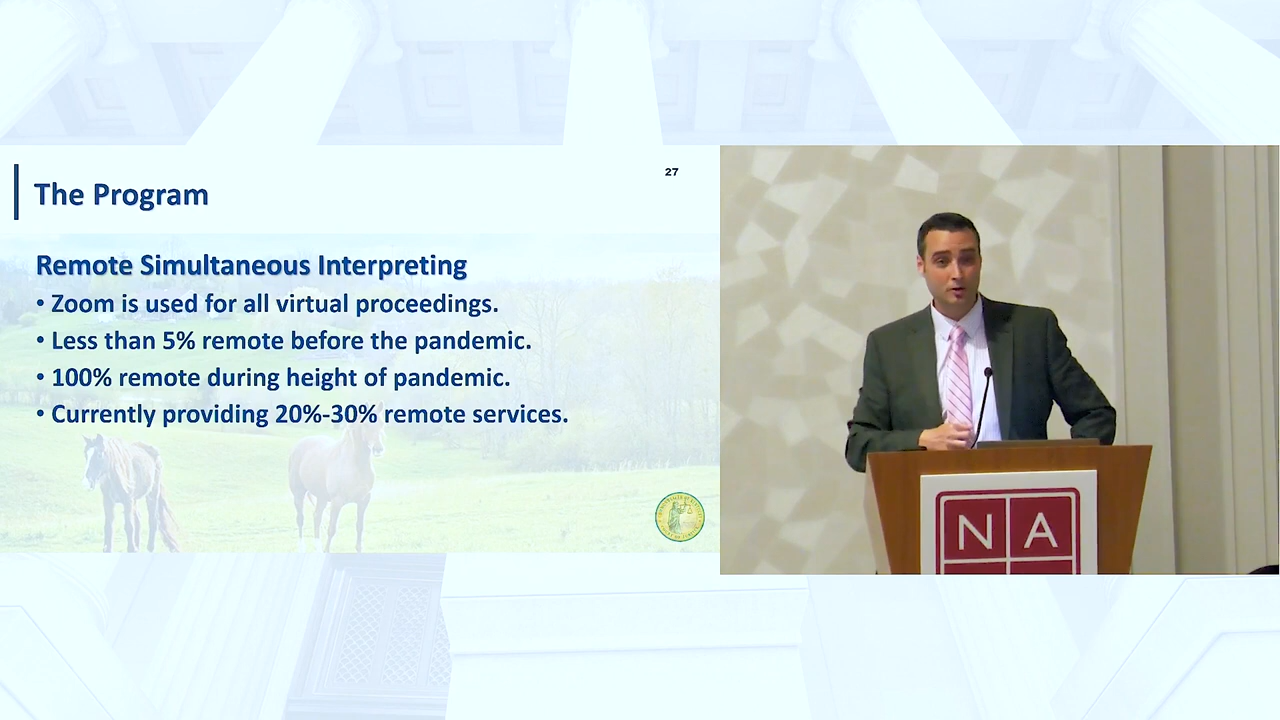 27
The Program
Remote Simultaneous Interpreting
• Zoom is used for all virtual proceedings.
• Less than 5% remote before the pandemic.
• 100% remote during height of pandemic.
• Currently providing 20%-30% remote services.
N A